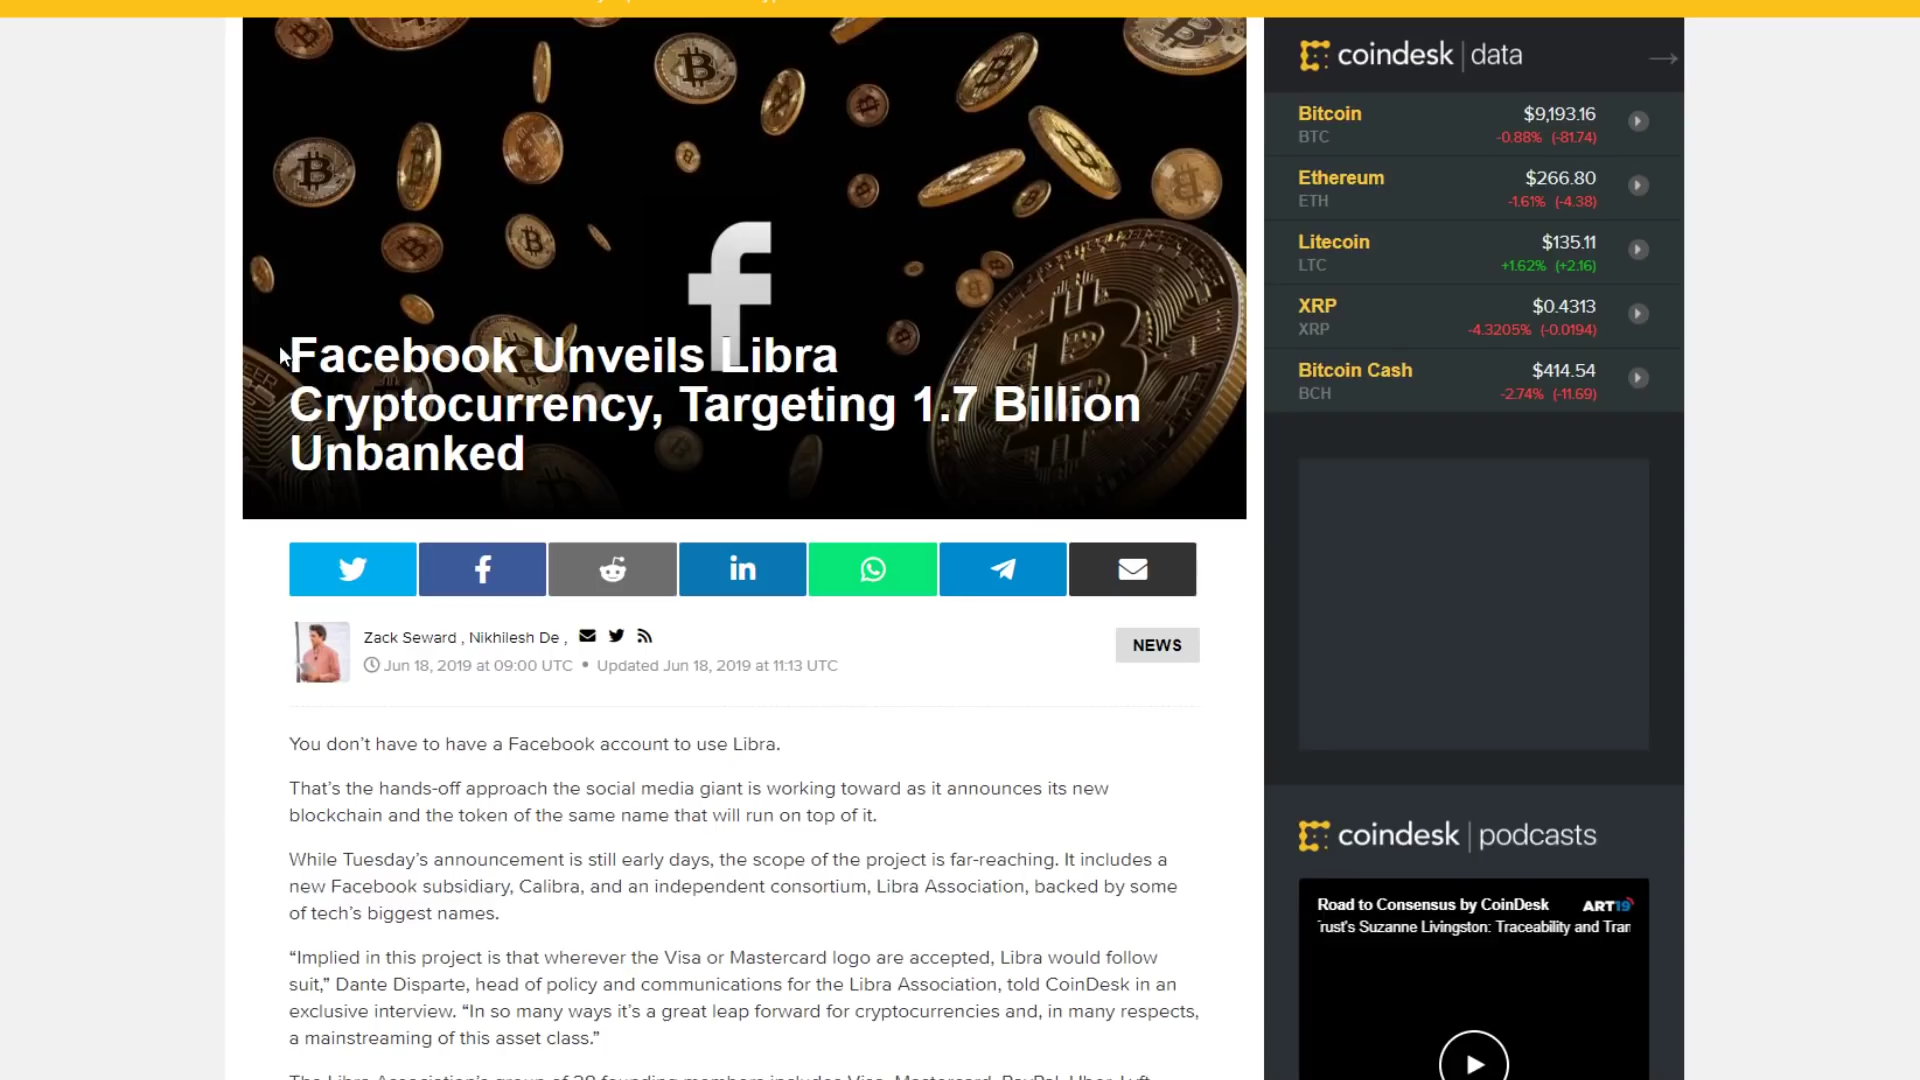 Facebook Unveils Libra
Cryptocurrency, Targeting 1.7 Billion
Unbanked
Zack Seward , Nikhilesh De ,
Jun 18, 2019 at 09:00 UTC • Updated Jun 18, 2019 at 11:13 UTC
NEWS
You don’t have to have a Facebook account to use Libra.
That’s the hands-off approach the social media giant is working toward as it announces its new
blockchain and the token of the same name that will run on top of it.
While Tuesday’s announcement is still early days, the scope of the project is far-reaching. It includes a
new Facebook subsidiary, Calibra, and an independent consortium, Libra Association, backed by some
of tech’s biggest names.
“Implied in this project is that wherever the Visa or Mastercard logo are accepted, Libra would follow
suit,” Dante Disparte, head of policy and communications for the Libra Association, told CoinDesk in an
exclusive interview. “In so many ways it’s a great leap forward for cryptocurrencies and, in many respects,
a mainstreaming of this asset class.”
The Libra Association’s group of 28 founding members includes Visa, Mastercard, PayPal, Uber, Lyft,
coindesk | data
Bitcoin $9,193.16
BTC -0.88% (-81.74)
Ethereum $266.80
ETH -1.61% (-4.38)
Litecoin $135.11
LTC +1.62% (+2.16)
XRP $0.4313
XRP -4.3205% (-0.0194)
Bitcoin Cash $414.54
BCH -2.74% (-11.69)
coindesk | podcasts
Road to Consensus by CoinDesk ART19
Trust's Suzanne Livingston: Traceability and Tran